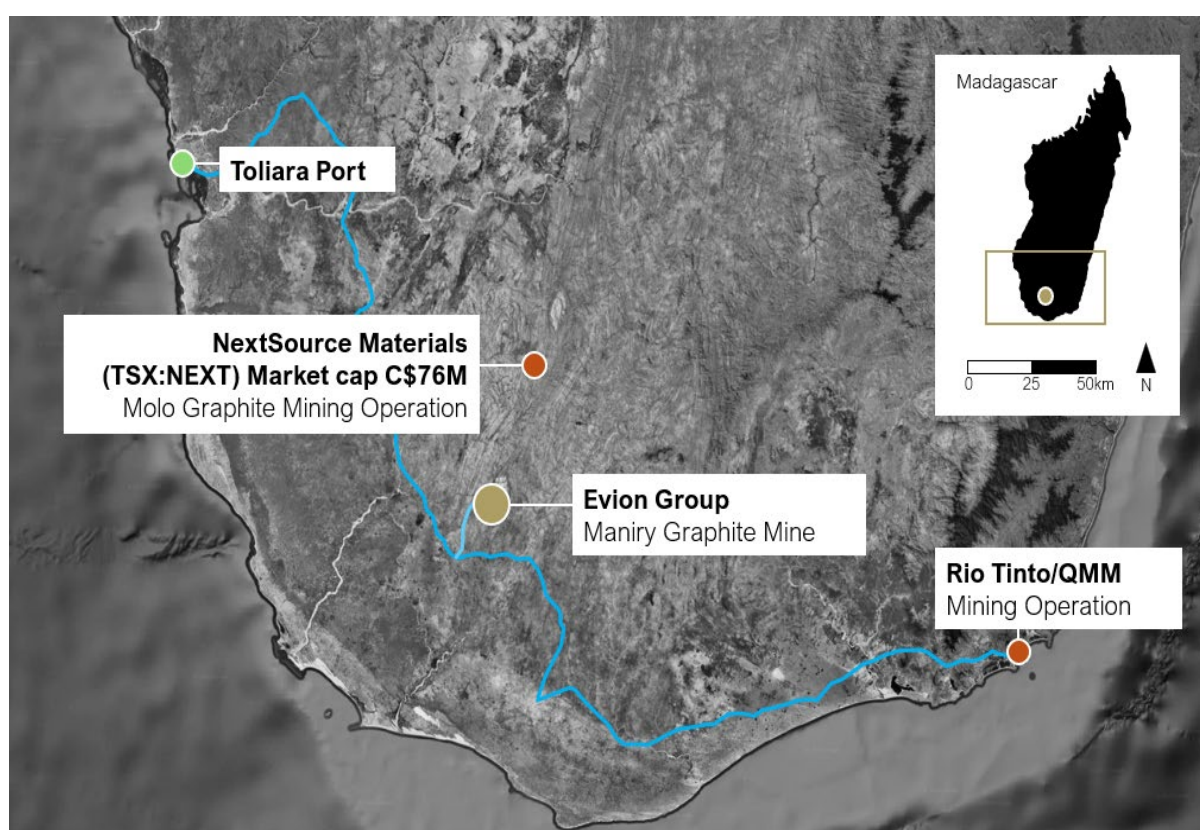 Madagascar
0 25 50km
N
Toliara Port
NextSource Materials
(TSX:NEXT) Market cap C$76M
Molo Graphite Mining Operation
Evion Group
Maniry Graphite Mine
Rio Tinto/QMM
Mining Operation